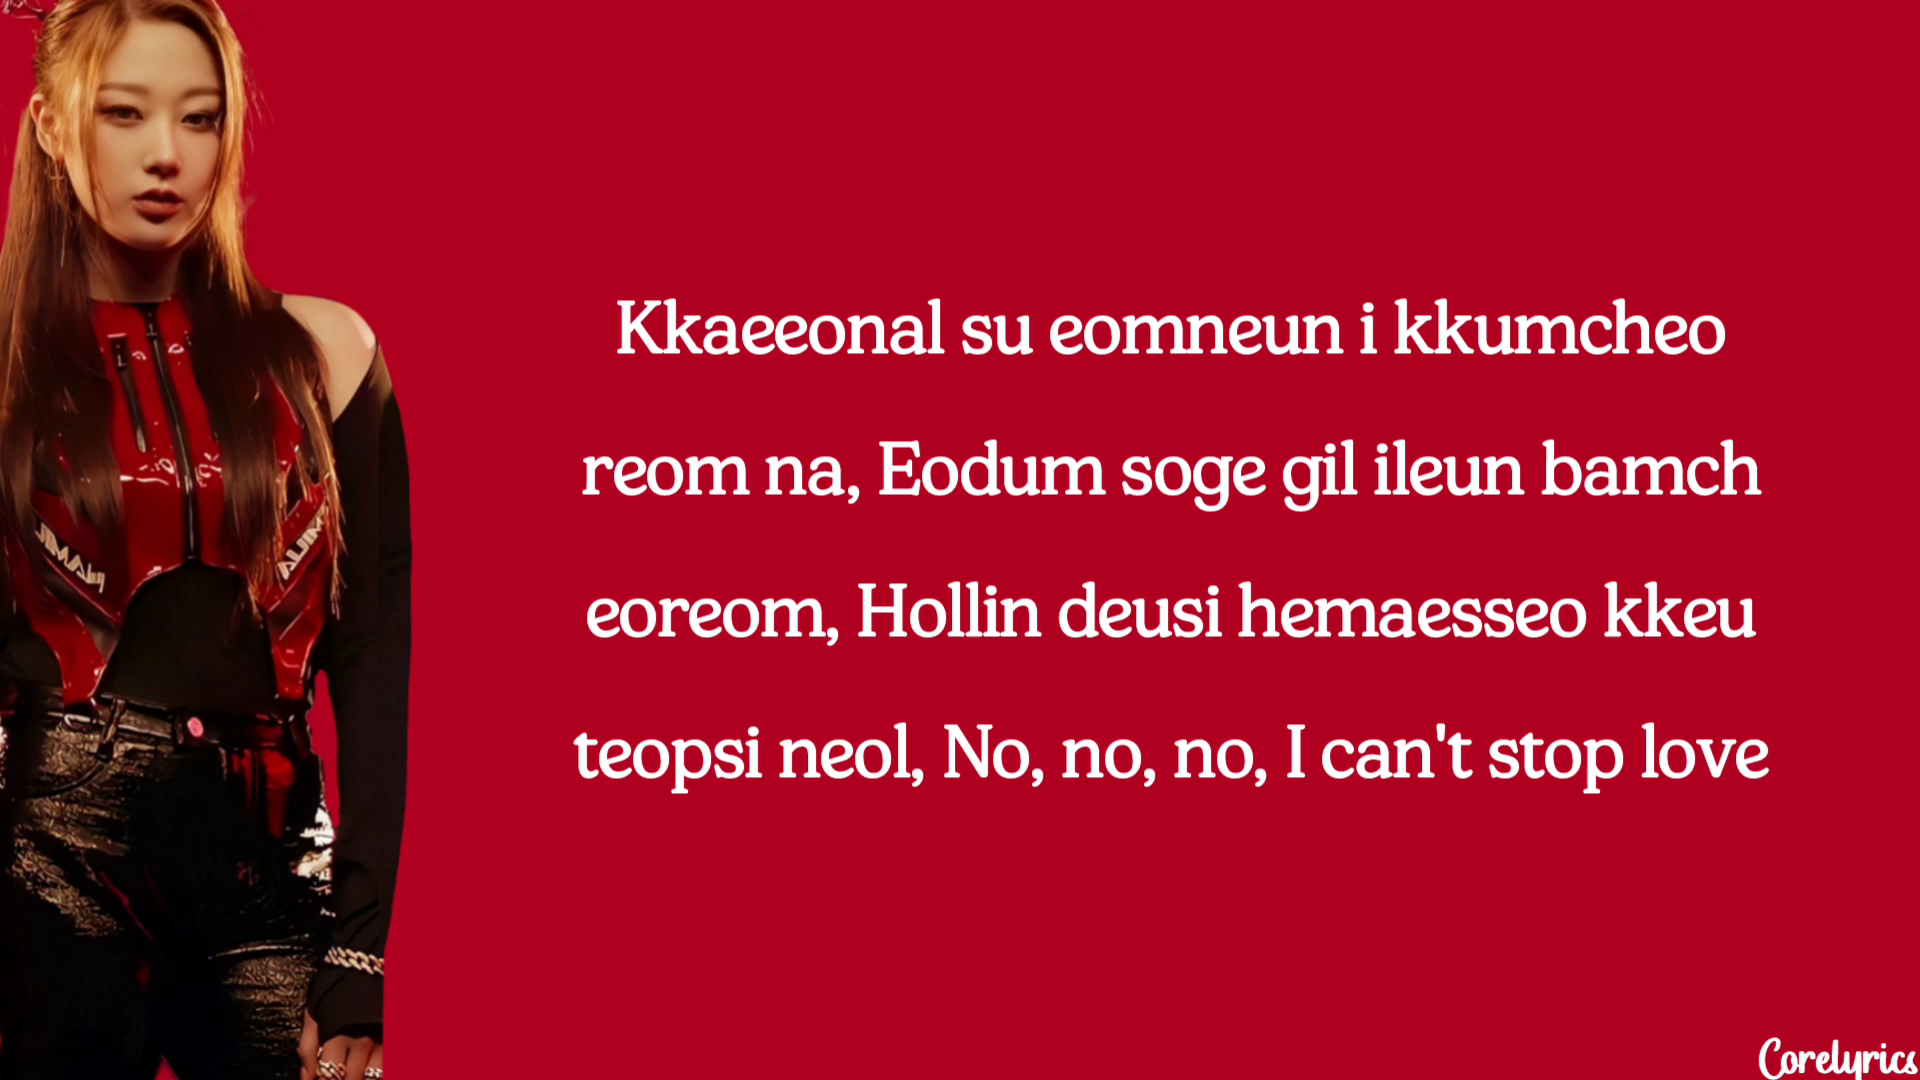 Kkaeeonal su eomneun i kkumcheo
reom na, Eodum soge gil ileun bamch
eoreom, Hollin deusi hemaesseo kkeu
teopsi neol, No, no, no, I can't stop love
Corelyrics